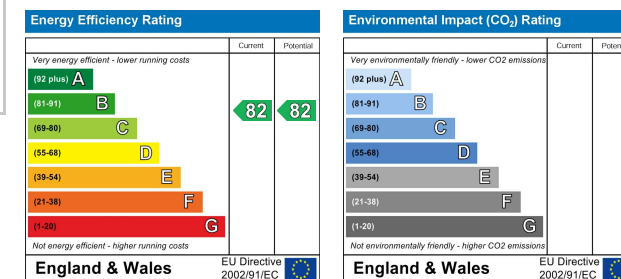 Energy Efficiency Rating
Current Potential
Very energy efficient - lower running costs
(92 plus) A
(81-91) B
82 82
(69-80) C
(55-68) D
(39-54) E
(21-38) F
(1-20) G
Not energy efficient - higher running costs
England & Wales
EU Directive
2002/91/EC
Environmental Impact (CO2) Rating
Current
Very environmentally friendly - lower CO2 emissions
(92 plus) A
(81-91) B
(69-80) C
(55-68) D
(39-54) E
(21-38) F
(1-20) G
Not environmentally friendly - higher CO2 emissions
England & Wales
EU Directive
2002/91/EC